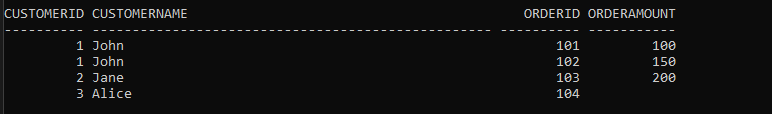 CUSTOMERID CUSTOMERNAME ORDERID ORDERAMOUNT
---------- -------------------------------------------------- ---------- -----------
1 John 101 100
1 John 102 150
2 Jane 103 200
3 Alice 104